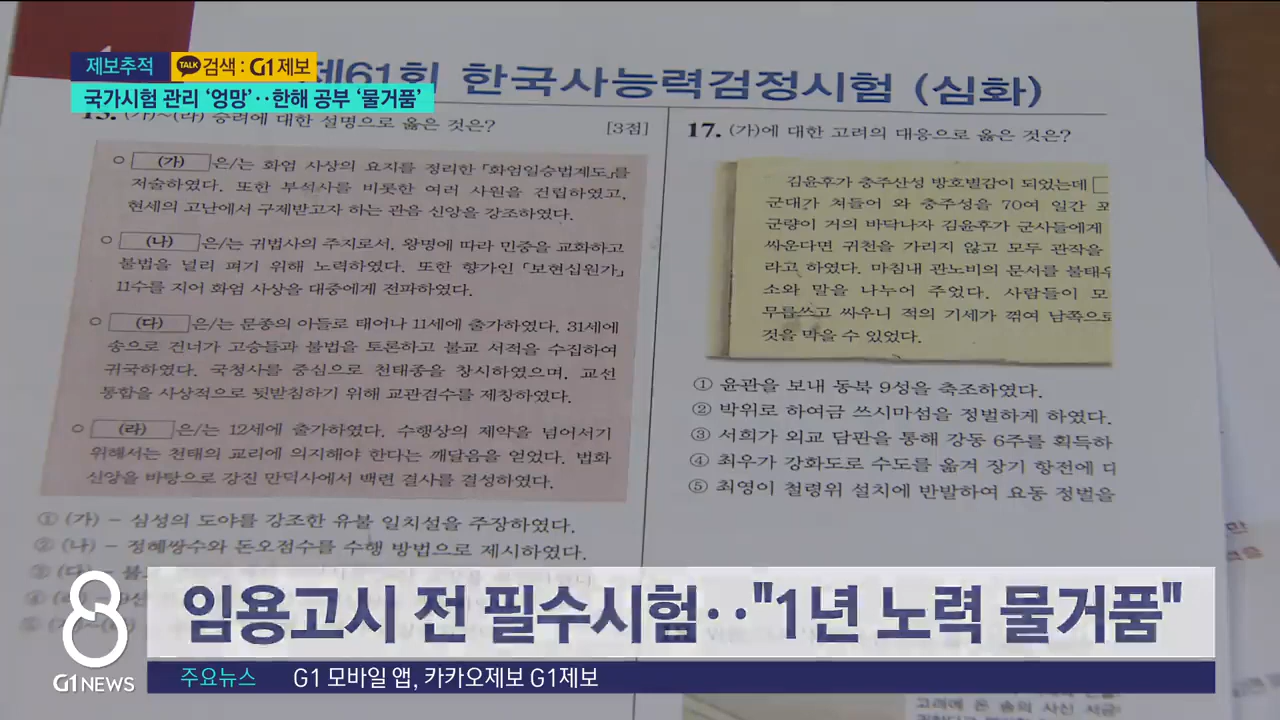 제보추적 TALK 검색 : G1 제보
국가시험 관리 ‘엉망’‥한해 공부 ‘물거품’
제61회 한국사능력검정시험 (심화)
15. (가)~(라) 승려에 대한 설명으로 옳은 것은? [3점]
○ (가) 은/는 화엄 사상의 요지를 정리한 「화엄일승법계도」를
저술하였다. 또한 부석사를 비롯한 여러 사원을 건립하였고,
현세의 고난에서 구제받고자 하는 관음 신앙을 강조하였다.
○ (나) 은/는 귀법사의 주지로서, 왕명에 따라 민중을 교화하고
불법을 널리 펴기 위해 노력하였다. 또한 향가인 「보현십원가」
11수를 지어 화엄 사상을 대중에게 전파하였다.
○ (다) 은/는 문종의 아들로 태어나 11세에 출가하였다. 31세에
송으로 건너가 고승들과 불법을 토론하고 불교 서적을 수집하여
귀국하였다. 국청사를 중심으로 천태종을 창시하였으며, 교선
통합을 사상적으로 뒷받침하기 위해 교관겸수를 제창하였다.
○ (라) 은/는 12세에 출가하였다. 수행상의 제약을 넘어서기
위해서는 천태의 교리에 의지해야 한다는 깨달음을 얻었다. 법화
신앙을 바탕으로 강진 만덕사에서 백련 결사를 결성하였다.
① (가) - 심성의 도야를 강조한 유불 일치설을 주장하였다.
② (나) - 정혜쌍수와 돈오점수를 수행 방법으로 제시하였다.
③ (다) -
④ (라) -
17. (가)에 대한 고려의 대응으로 옳은 것은?
김윤후가 충주산성 방호별감이 되었는데
군대가 쳐들어 와 충주성을 70여 일간
군량이 거의 바닥나자 김윤후가 군사들에게
싸운다면 귀천을 가리지 않고 모두 관작을
라고 하였다. 마침내 관노비의 문서를 불태우
소와 말을 나누어 주었다. 사람들이 모
무릅쓰고 싸우니 적의 기세가 꺾여 남쪽으로
것을 막을 수 있었다.
① 윤관을 보내 동북 9성을 축조하였다.
② 박위로 하여금 쓰시마섬을 정벌하게 하였다.
③ 서희가 외교 담판을 통해 강동 6주를 획득하
④ 최우가 강화도로 수도를 옮겨 장기 항전에
⑤ 최영이 철령위 설치에 반발하여 요동 정벌을
임용고시 전 필수시험‥"1년 노력 물거품"
8 G1NEWS
주요뉴스 G1 모바일 앱, 카카오제보 G1제보
고려에 온 송의 사신 서긍